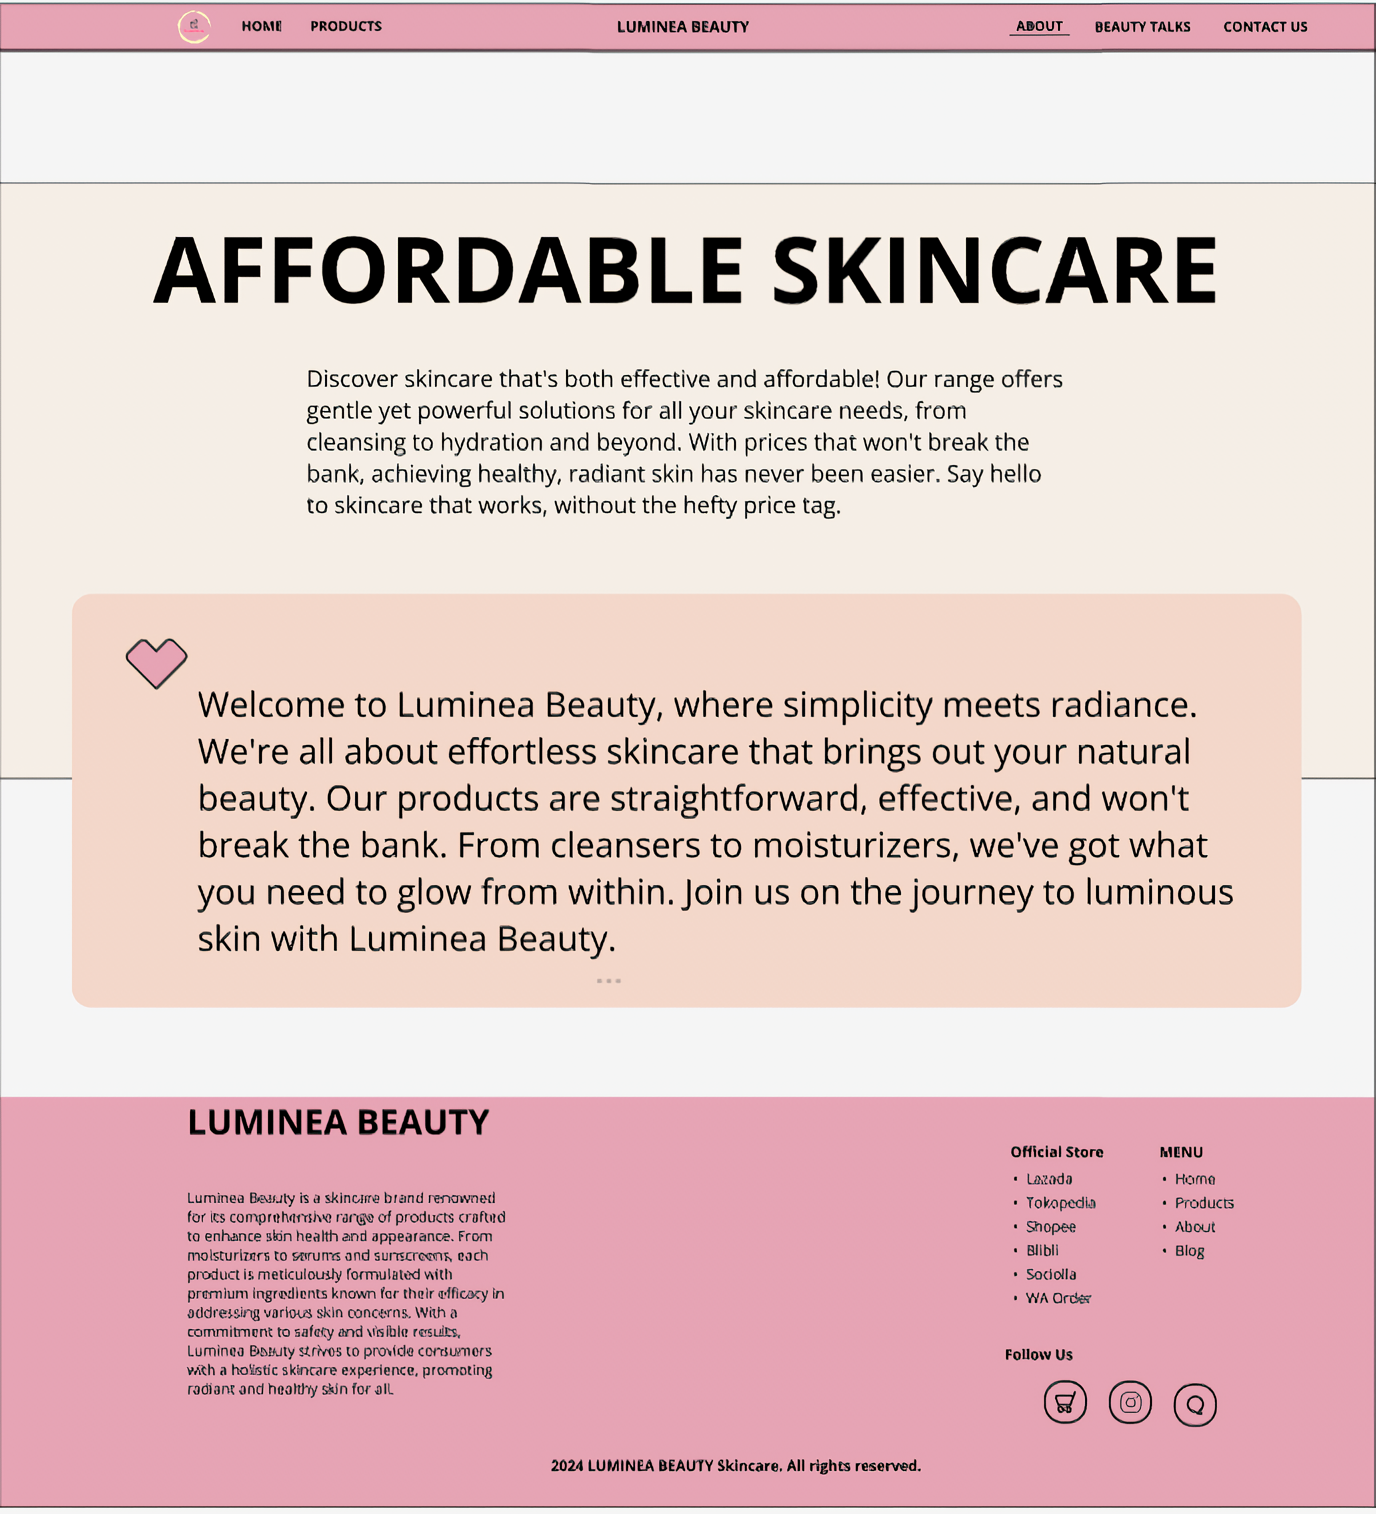 HOME PRODUCTS LUMINEA BEAUTY ABOUT BEAUTY TALKS CONTACT US
AFFORDABLE SKINCARE
Discover skincare that's both effective and affordable! Our range offers
gentle yet powerful solutions for all your skincare needs, from
cleansing to hydration and beyond. With prices that won't break the
bank, achieving healthy, radiant skin has never been easier. Say hello
to skincare that works, without the hefty price tag.
Welcome to Luminea Beauty, where simplicity meets radiance.
We're all about effortless skincare that brings out your natural
beauty. Our products are straightforward, effective, and won't
break the bank. From cleansers to moisturizers, we've got what
you need to glow from within. Join us on the journey to luminous
skin with Luminea Beauty.
LUMINEA BEAUTY
Luminea Beauty is a skincare brand renowned
for its comprehensive range of products crafted
to enhance skin health and appearance. From
moisturizers to serums and sunscreens, each
product is meticulously formulated with
premium ingredients known for their efficacy in
addressing various skin concerns. With a
commitment to safety and visible results,
Luminea Beauty strives to provide consumers
with a holistic skincare experience, promoting
radiant and healthy skin for all.
Official Store
• Lazada
• Tokopedia
• Shopee
• Blibli
• Sociolla
• WA Order
MENU
• Home
• Products
• About
• Blog
Follow Us
2024 LUMINEA BEAUTY Skincare. All rights reserved.